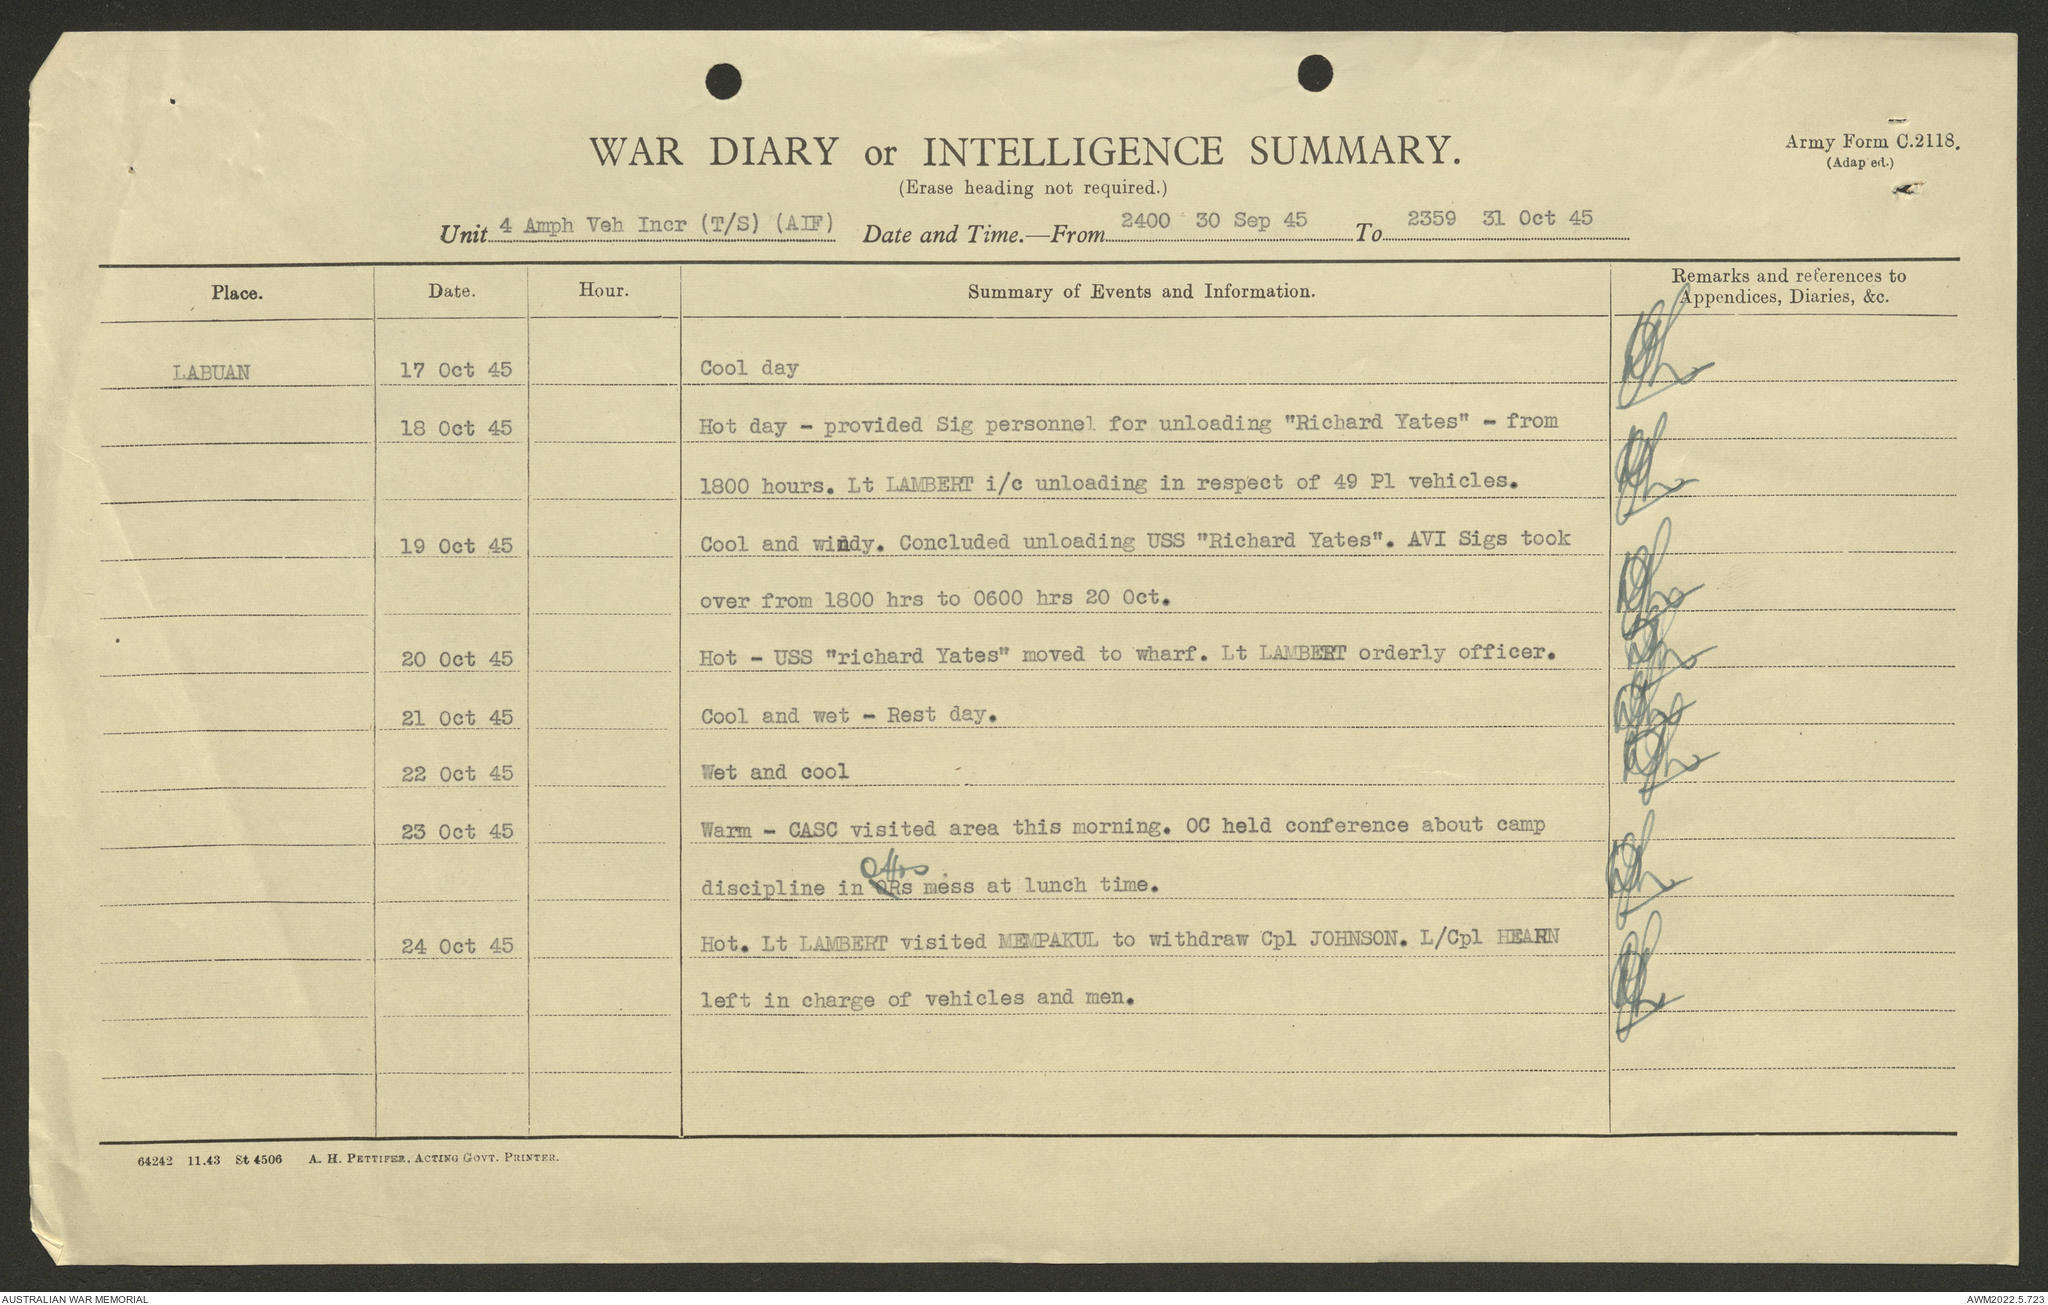 WAR DIARY or INTELLIGENCE SUMMARY.
Army Form C.2118.
(Adap ed.)
(Erase heading not required.)
Unit 4 Amph Veh Incr (T/S) (AIF) Date and Time.—From 2400 30 Sep 45 To 2359 31 Oct 45
Place. Date. Hour. Summary of Events and Information. Remarks and references to
Appendices, Diaries, &c.
LABUAN 17 Oct 45 Cool day
18 Oct 45 Hot day - provided Sig personnel for unloading "Richard Yates" - from
1800 hours. Lt LAMBERT i/c unloading in respect of 49 Pl vehicles.
19 Oct 45 Cool and windy. Concluded unloading USS "Richard Yates". AVI Sigs took
over from 1800 hrs to 0600 hrs 20 Oct.
20 Oct 45 Hot - USS "richard Yates" moved to wharf. Lt LAMBERT orderly officer.
21 Oct 45 Cool and wet - Rest day.
22 Oct 45 Wet and cool
23 Oct 45 Warm - CASC visited area this morning. OC held conference about camp
Offrs
discipline in ORs mess at lunch time.
24 Oct 45 Hot. Lt LAMBERT visited MEMPAKUL to withdraw Cpl JOHNSON. L/Cpl HEARN
left in charge of vehicles and men.
64242 11.43 St 4506 A. H. PETTIFER, ACTING GOVT. PRINTER.
AUSTRALIAN WAR MEMORIAL
AWM2022.5.723